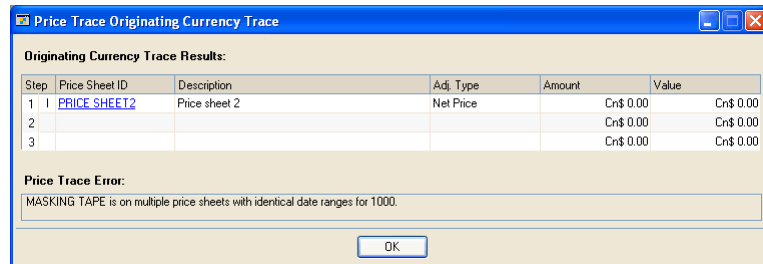 Price Trace Originating Currency Trace
Originating Currency Trace Results:
Step Price Sheet ID Description Adj. Type Amount Value
1 I PRICE SHEET2 Price sheet 2 Net Price Cn$ 0.00 Cn$ 0.00
2 Cn$ 0.00 Cn$ 0.00
3 Cn$ 0.00 Cn$ 0.00
Price Trace Error:
MASKING TAPE is on multiple price sheets with identical date ranges for 1000.
OK